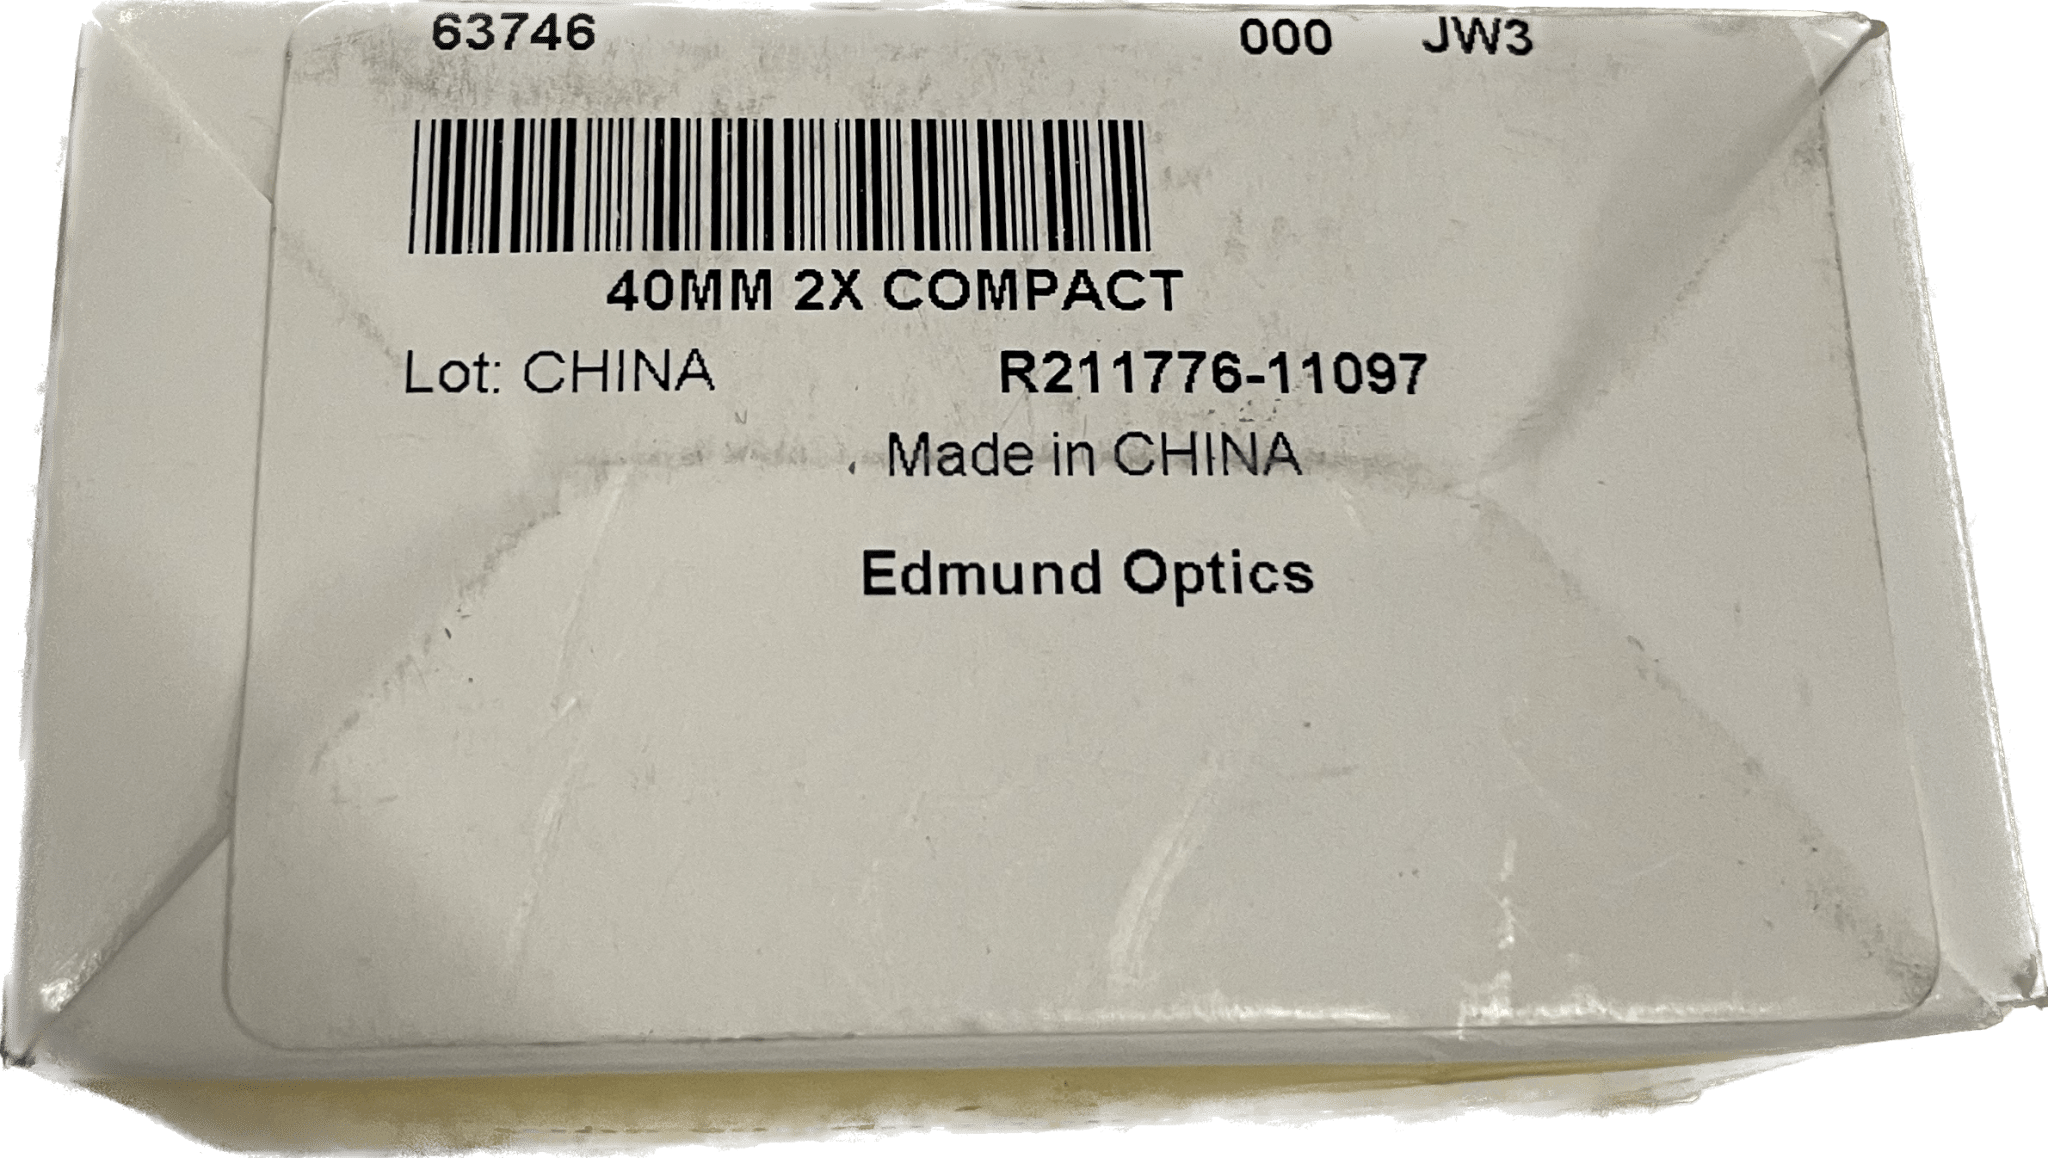 63746 000 JW3
40MM 2X COMPACT
Lot: CHINA R211776-11097
Made in CHINA
Edmund Optics